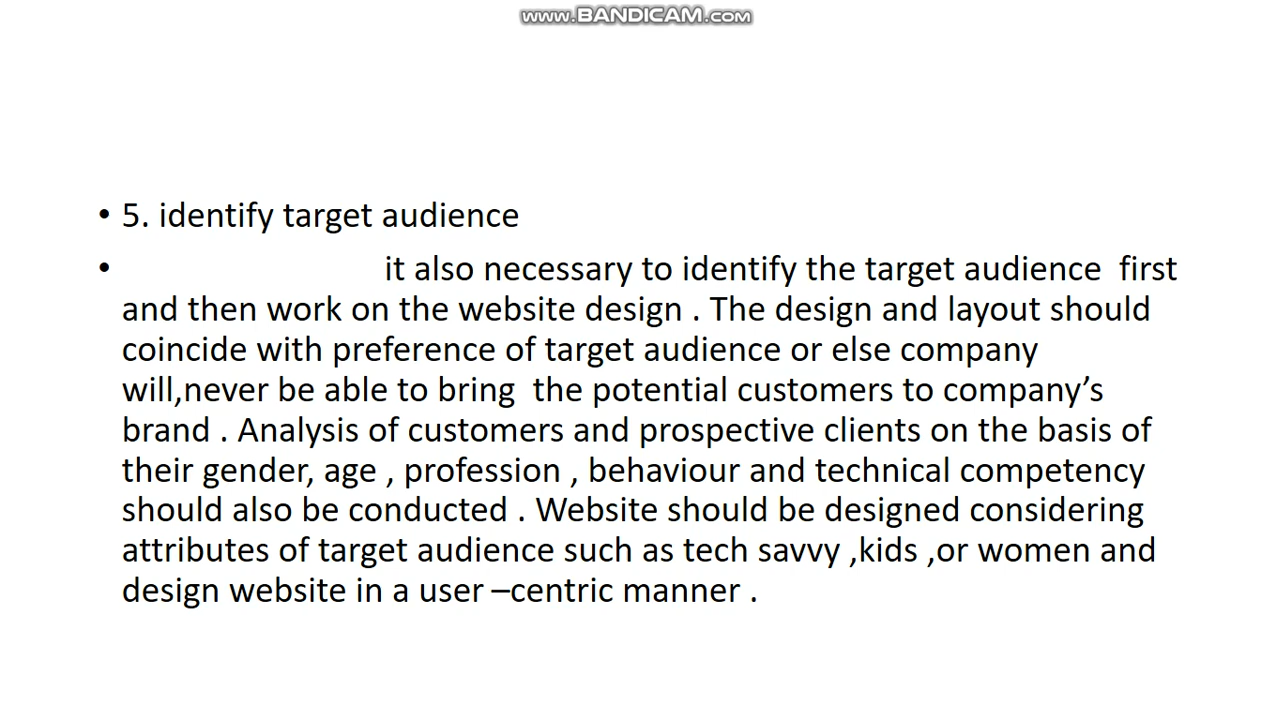 www.BANDICAM.com
• 5. identify target audience
• it also necessary to identify the target audience  first
and then work on the website design . The design and layout should
coincide with preference of target audience or else company
will,never be able to bring  the potential customers to company’s
brand . Analysis of customers and prospective clients on the basis of
their gender, age , profession , behaviour and technical competency
should also be conducted . Website should be designed considering
attributes of target audience such as tech savvy ,kids ,or women and
design website in a user –centric manner .